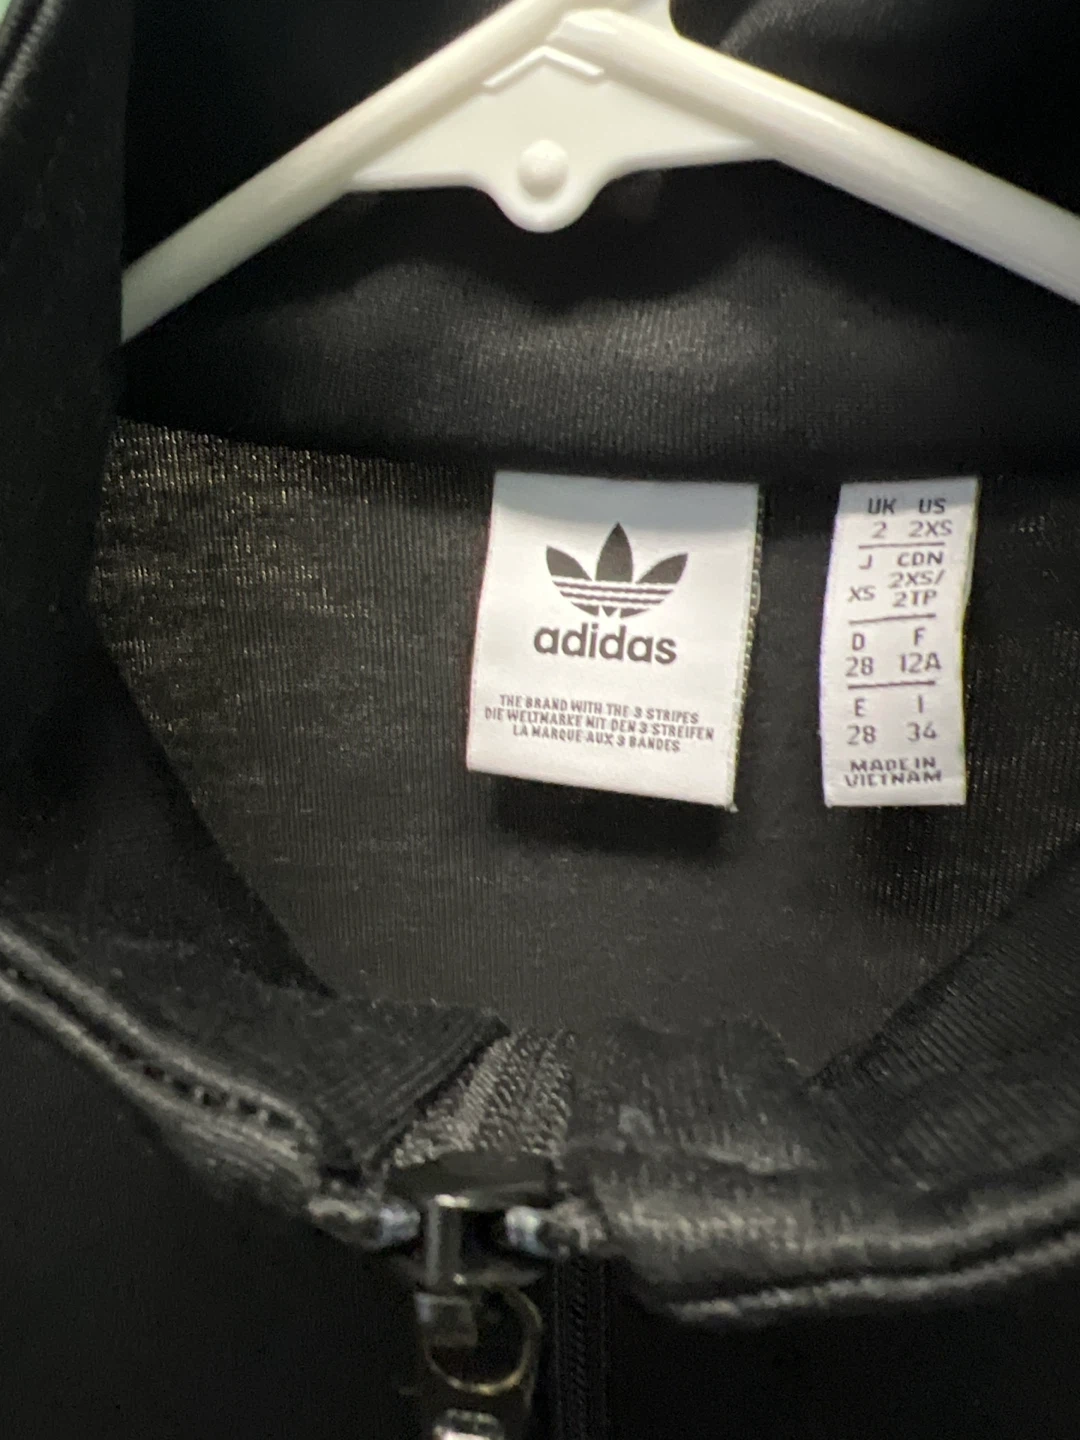 adidas
THE BRAND WITH THE 3 STRIPES
DIE WELTMARKE MIT DEN 3 STREIFEN
LA MARQUE AUX 3 BANDES
UK US
2 2XS
J CDN
XS 2XS/
2TP
D F
28 12A
E I
28 34
MADE IN
VIETNAM